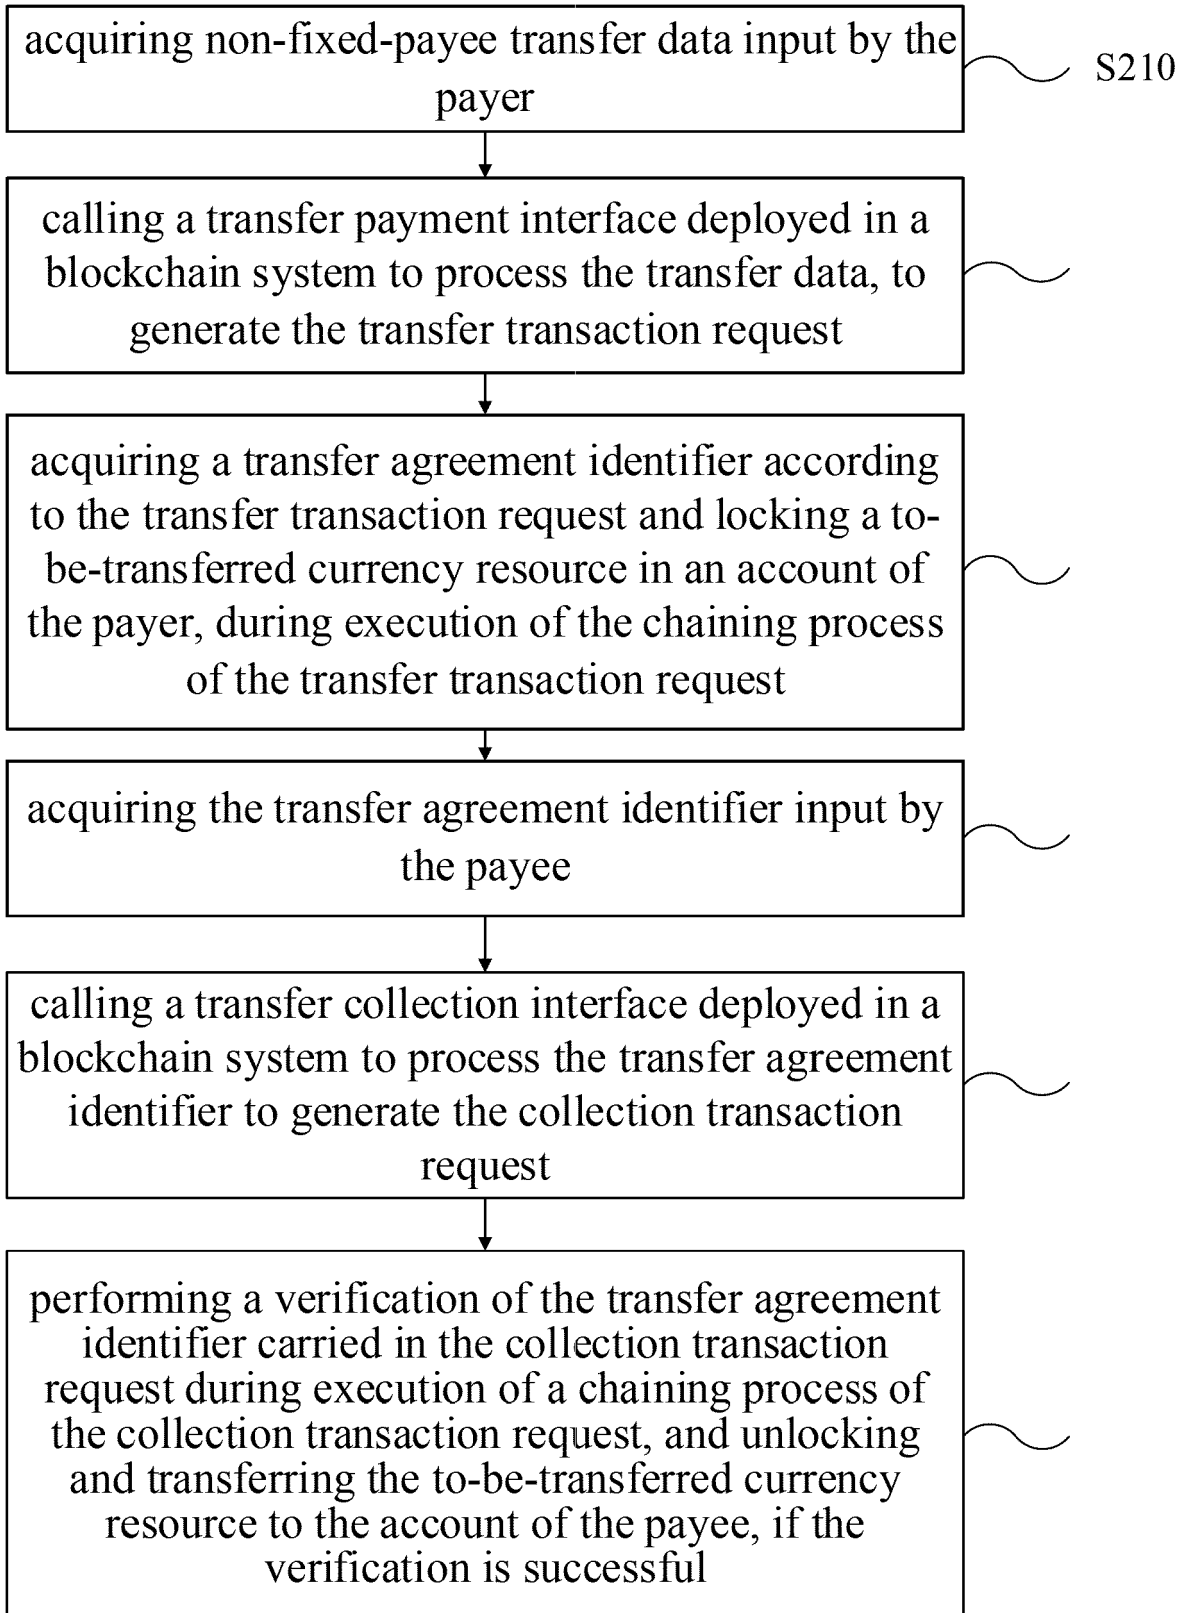 acquiring non-fixed-payee transfer data input by the
payer
S210
calling a transfer payment interface deployed in a
blockchain system to process the transfer data, to
generate the transfer transaction request
acquiring a transfer agreement identifier according
to the transfer transaction request and locking a to-
be-transferred currency resource in an account of
the payer, during execution of the chaining process
of the transfer transaction request
acquiring the transfer agreement identifier input by
the payee
calling a transfer collection interface deployed in a
blockchain system to process the transfer agreement
identifier to generate the collection transaction
request
performing a verification of the transfer agreement
identifier carried in the collection transaction
request during execution of a chaining process of
the collection transaction request, and unlocking
and transferring the to-be-transferred currency
resource to the account of the payee, if the
verification is successful